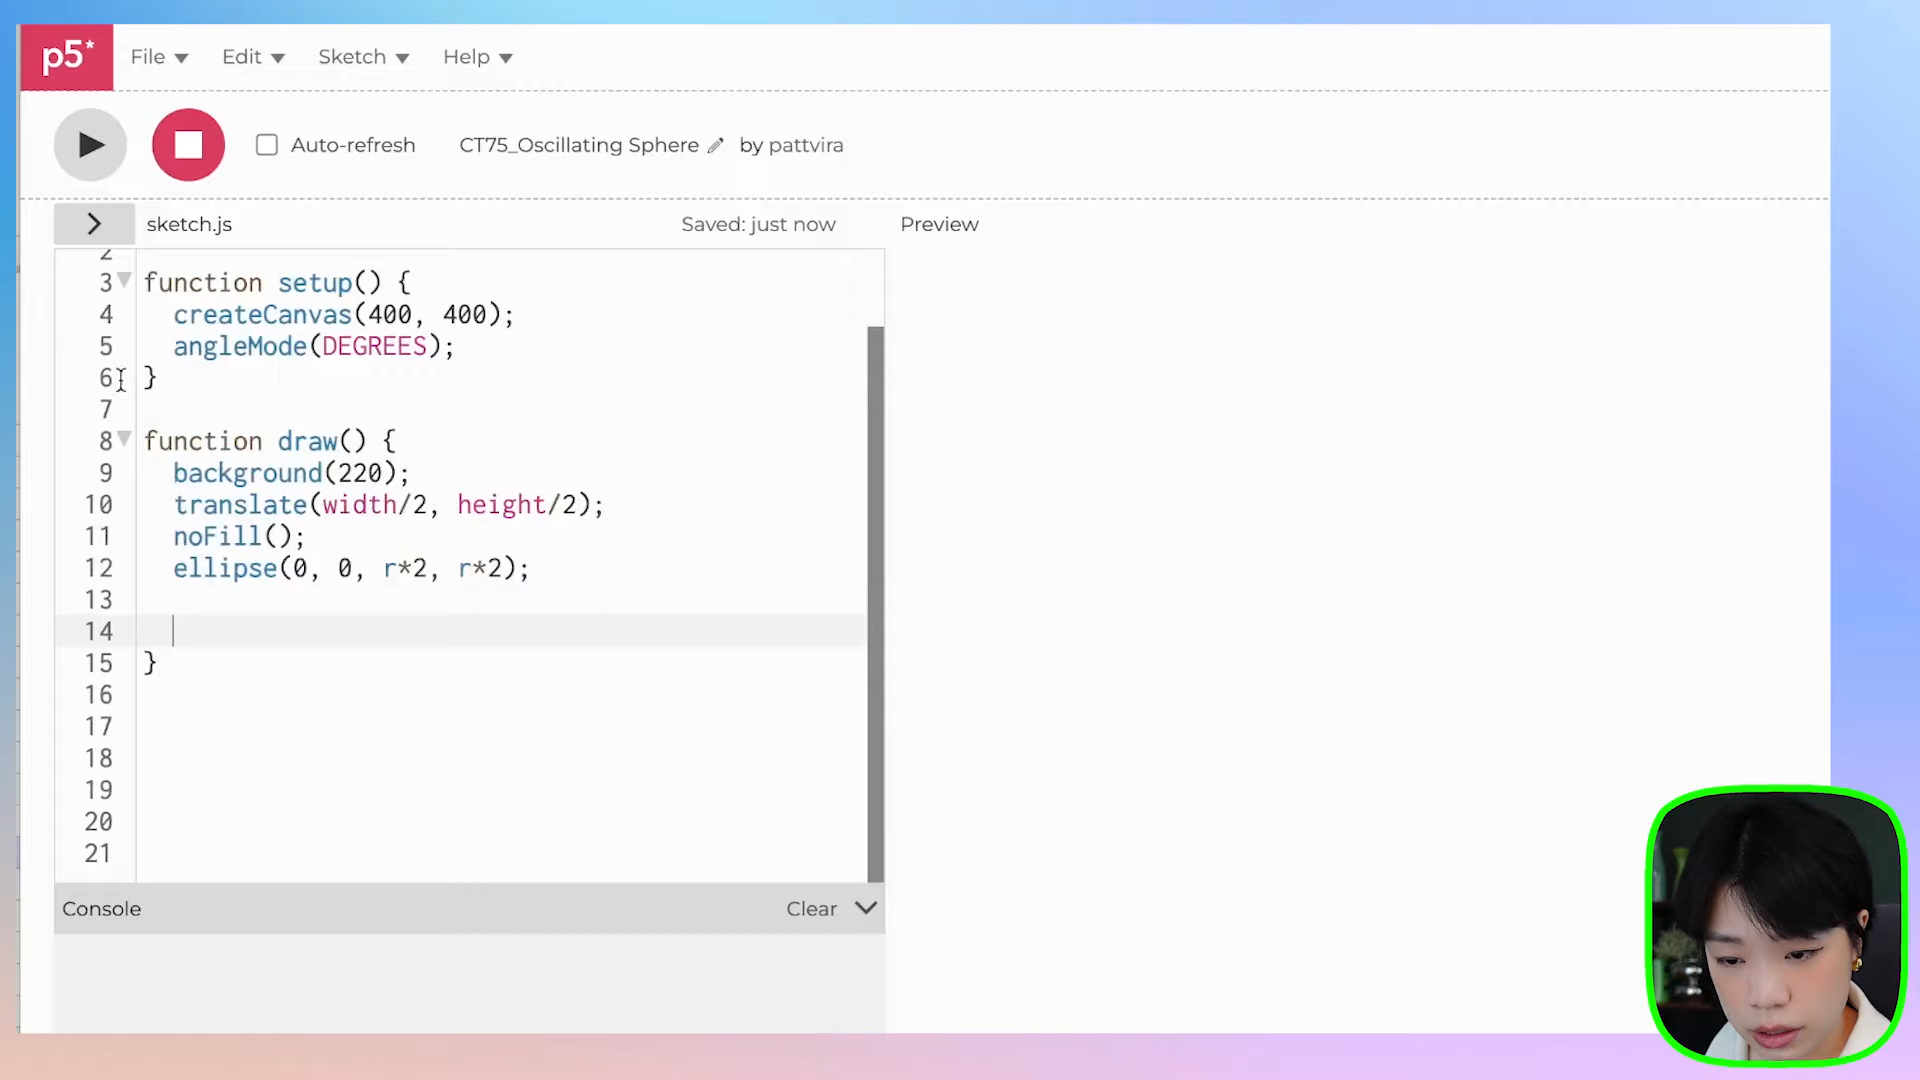 p5* File Edit Sketch Help
Auto-refresh CT75_Oscillating Sphere by pattvira
sketch.js Saved: just now Preview
2
3 function setup() {
4 createCanvas(400, 400);
5 angleMode(DEGREES);
6 }
7
8 function draw() {
9 background(220);
10 translate(width/2, height/2);
11 noFill();
12 ellipse(0, 0, r*2, r*2);
13
14
15 }
16
17
18
19
20
21
Console Clear